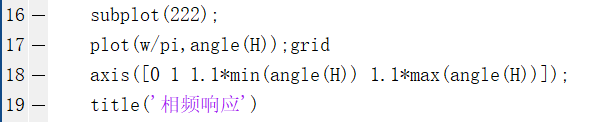 16 — subplot(222);
17 — plot(w/pi,angle(H));grid
18 — axis([0 1 1.1*min(angle(H)) 1.1*max(angle(H))]);
19 — title('相频响应')